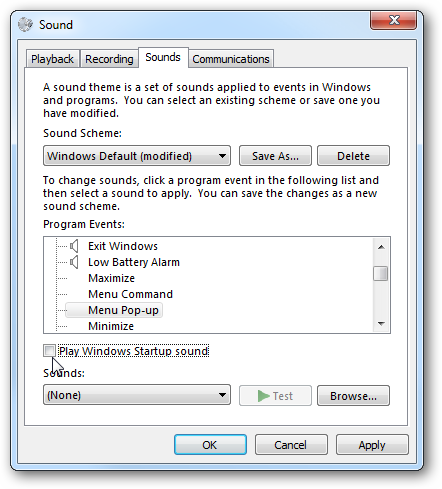 Sound
Playback Recording Sounds Communications
A sound theme is a set of sounds applied to events in Windows
and programs. You can select an existing scheme or save one you
have modified.
Sound Scheme:
Windows Default (modified) Save As... Delete
To change sounds, click a program event in the following list and
then select a sound to apply. You can save the changes as a new
sound scheme.
Program Events:
Exit Windows
Low Battery Alarm
Maximize
Menu Command
Menu Pop-up
Minimize
Play Windows Startup sound
Sounds:
(None) Test Browse...
OK Cancel Apply